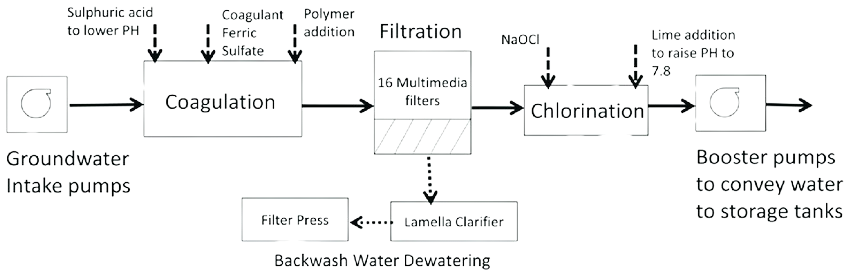 Sulphuric acid
to lower PH
Coagulant
Ferric
Sulfate
Polymer
addition
Filtration
NaOCl
Lime addition
to raise PH to
7.8
Coagulation
16 Multimedia
filters
Chlorination
Groundwater
Intake pumps
Booster pumps
to convey water
to storage tanks
Filter Press
Lamella Clarifier
Backwash Water Dewatering